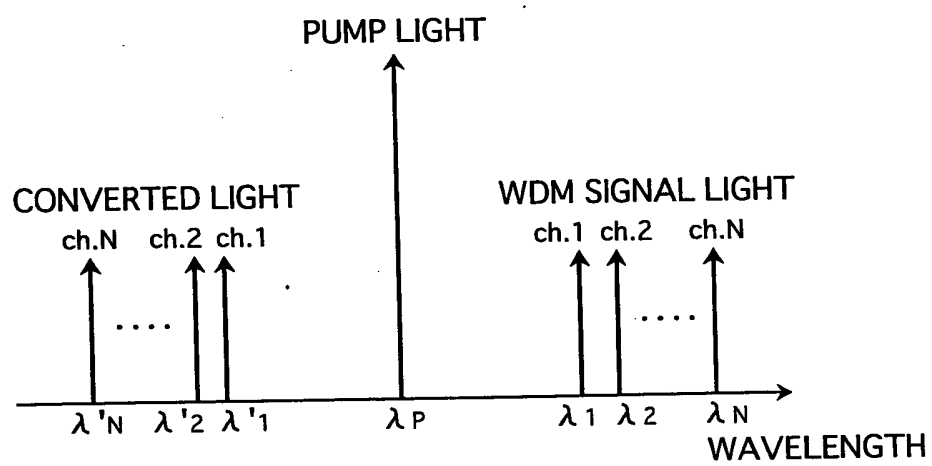 PUMP LIGHT
CONVERTED LIGHT
WDM SIGNAL LIGHT
ch.N ch.2 ch.1
ch.1 ch.2 ch.N
....
....
λ'N λ'2 λ'1 λP λ1 λ2 λN
WAVELENGTH